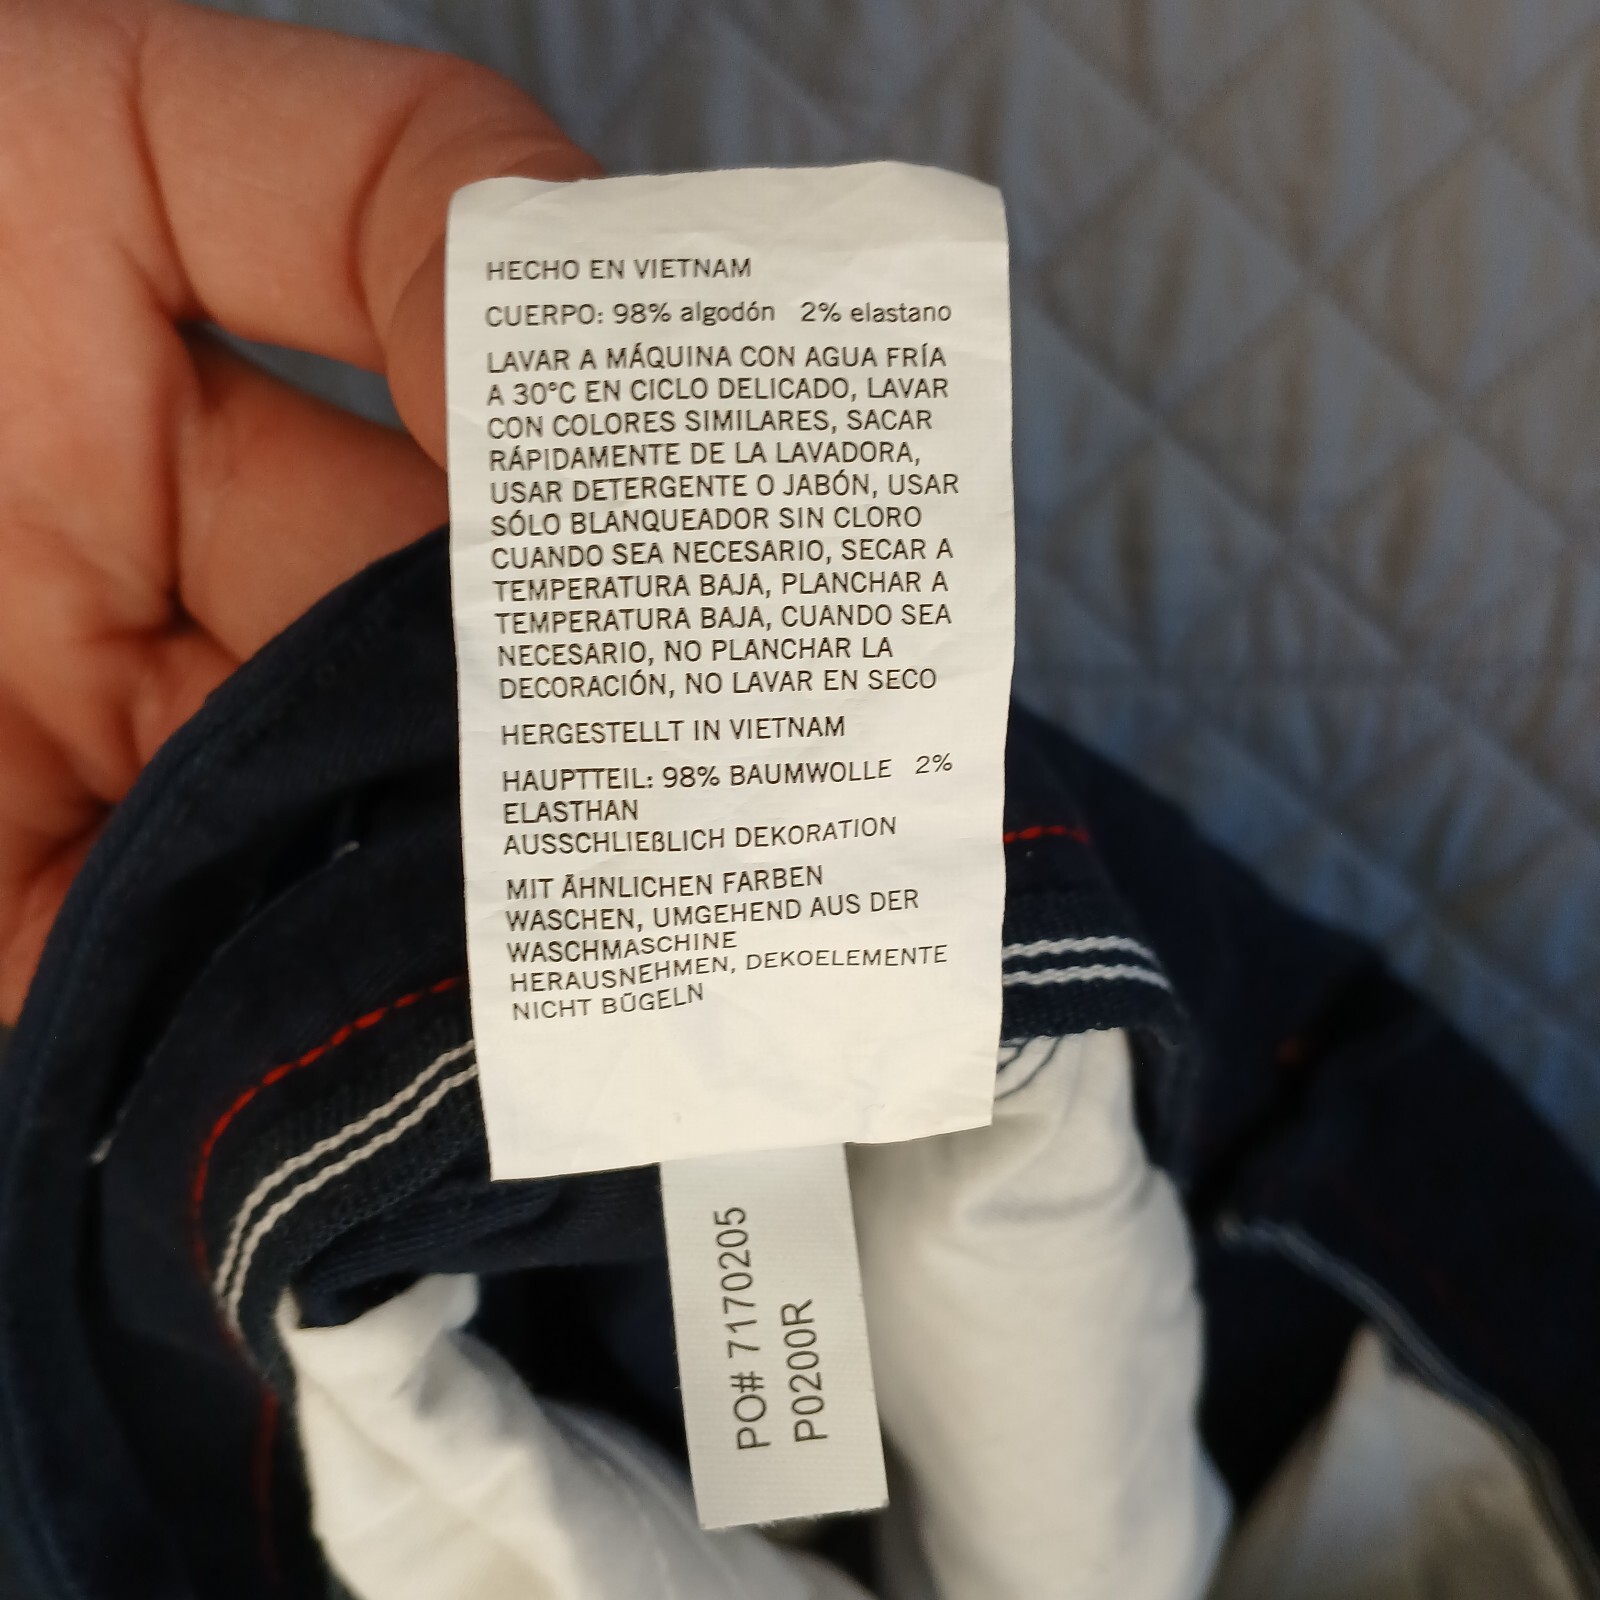 HECHO EN VIETNAM
CUERPO: 98% algodón 2% elastano
LAVAR A MÁQUINA CON AGUA FRÍA
A 30°C EN CICLO DELICADO, LAVAR
CON COLORES SIMILARES, SACAR
RÁPIDAMENTE DE LA LAVADORA,
USAR DETERGENTE O JABÓN, USAR
SÓLO BLANQUEADOR SIN CLORO
CUANDO SEA NECESARIO, SECAR A
TEMPERATURA BAJA, PLANCHAR A
TEMPERATURA BAJA, CUANDO SEA
NECESARIO, NO PLANCHAR LA
DECORACIÓN, NO LAVAR EN SECO
HERGESTELLT IN VIETNAM
HAUPTTEIL: 98% BAUMWOLLE 2%
ELASTHAN
AUSSCHLIEßLICH DEKORATION
MIT ÄHNLICHEN FARBEN
WASCHEN, UMGEHEND AUS DER
WASCHMASCHINE
HERAUSNEHMEN, DEKOELEMENTE
NICHT BÜGELN
PO# 7170205
P0200R